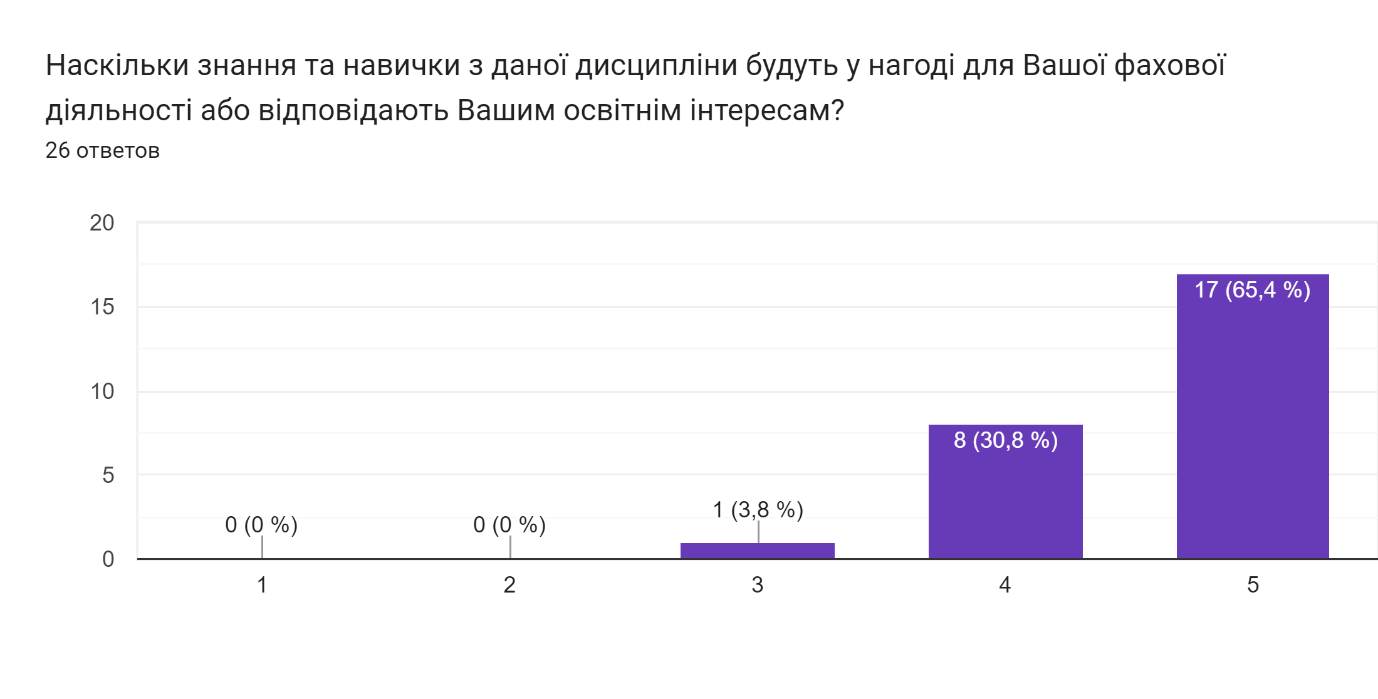 Наскільки знання та навички з даної дисципліни будуть у нагоді для Вашої фахової
діяльності або відповідають Вашим освітнім інтересам?
26 ответов
20
15
10
5
0
0 (0 %)
0 (0 %)
1 (3,8 %)
8 (30,8 %)
17 (65,4 %)
1
2
3
4
5